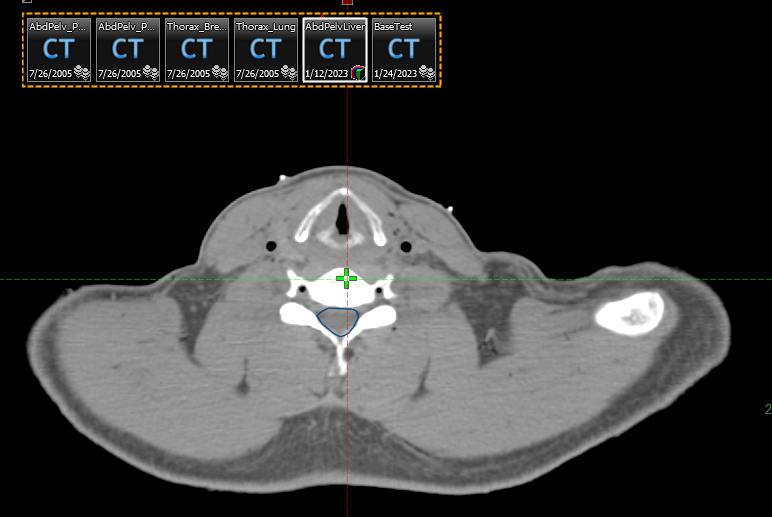 AbdPelv_P...
CT
7/26/2005
AbdPelv_P...
CT
7/26/2005
Thorax_Bre...
CT
7/26/2005
Thorax_Lung
CT
7/26/2005
AbdPelvLiver
CT
1/12/2023
BaseTest
CT
1/24/2023
2